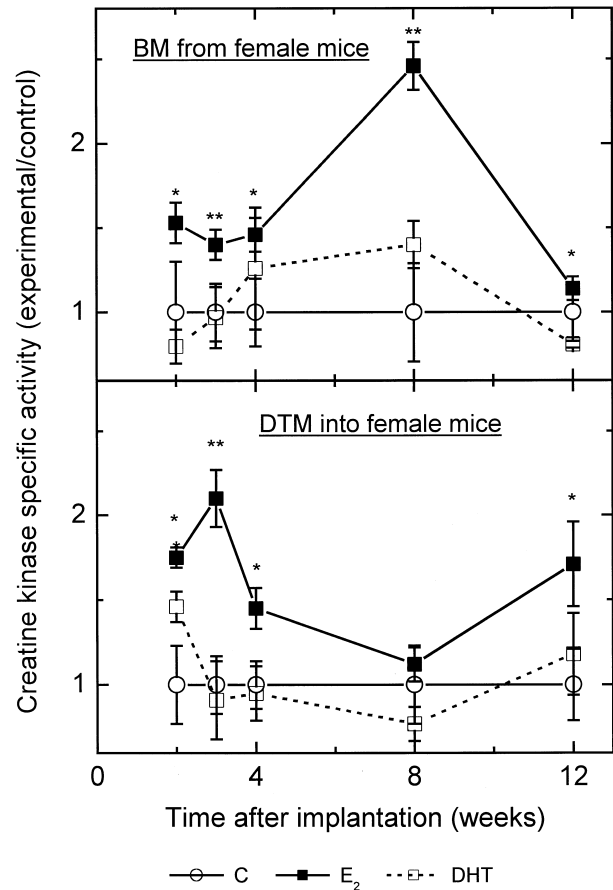 BM from female mice
**
*
**
*
*
2
1
Creatine kinase specific activity (experimental/control)
DTM into female mice
**
*
*
*
*
2
1
0 4 8 12
Time after implantation (weeks)
C E₂ DHT